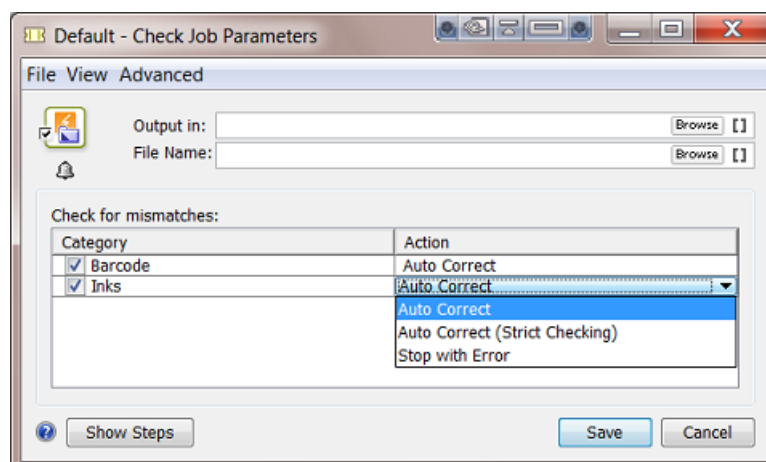 Default - Check Job Parameters
File View Advanced
Output in: Browse []
File Name: Browse []
Check for mismatches:
Category Action
Barcode Auto Correct
Inks Auto Correct
Auto Correct
Auto Correct (Strict Checking)
Stop with Error
? Show Steps Save Cancel